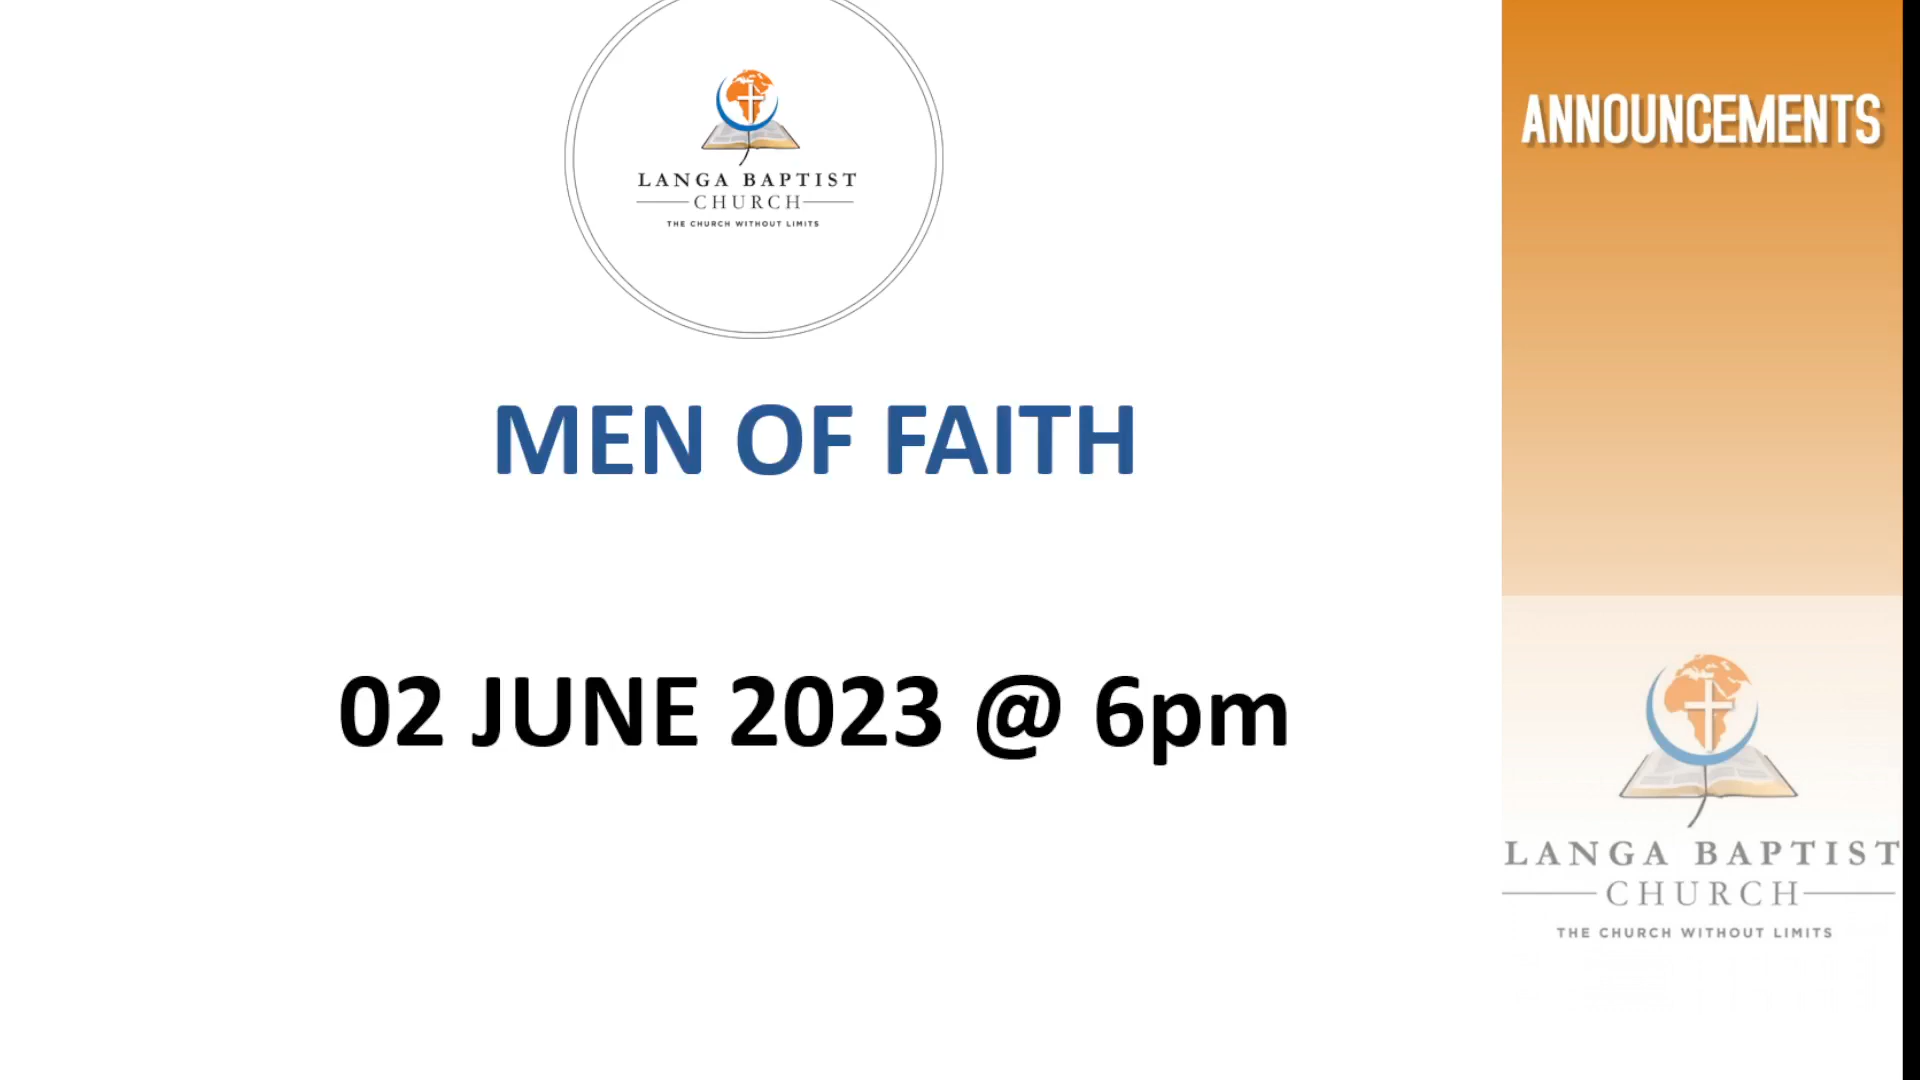 LANGA BAPTIST
CHURCH
THE CHURCH WITHOUT LIMITS
MEN OF FAITH
02 JUNE 2023 @ 6pm
ANNOUNCEMENTS
LANGA BAPTIST
CHURCH
THE CHURCH WITHOUT LIMITS